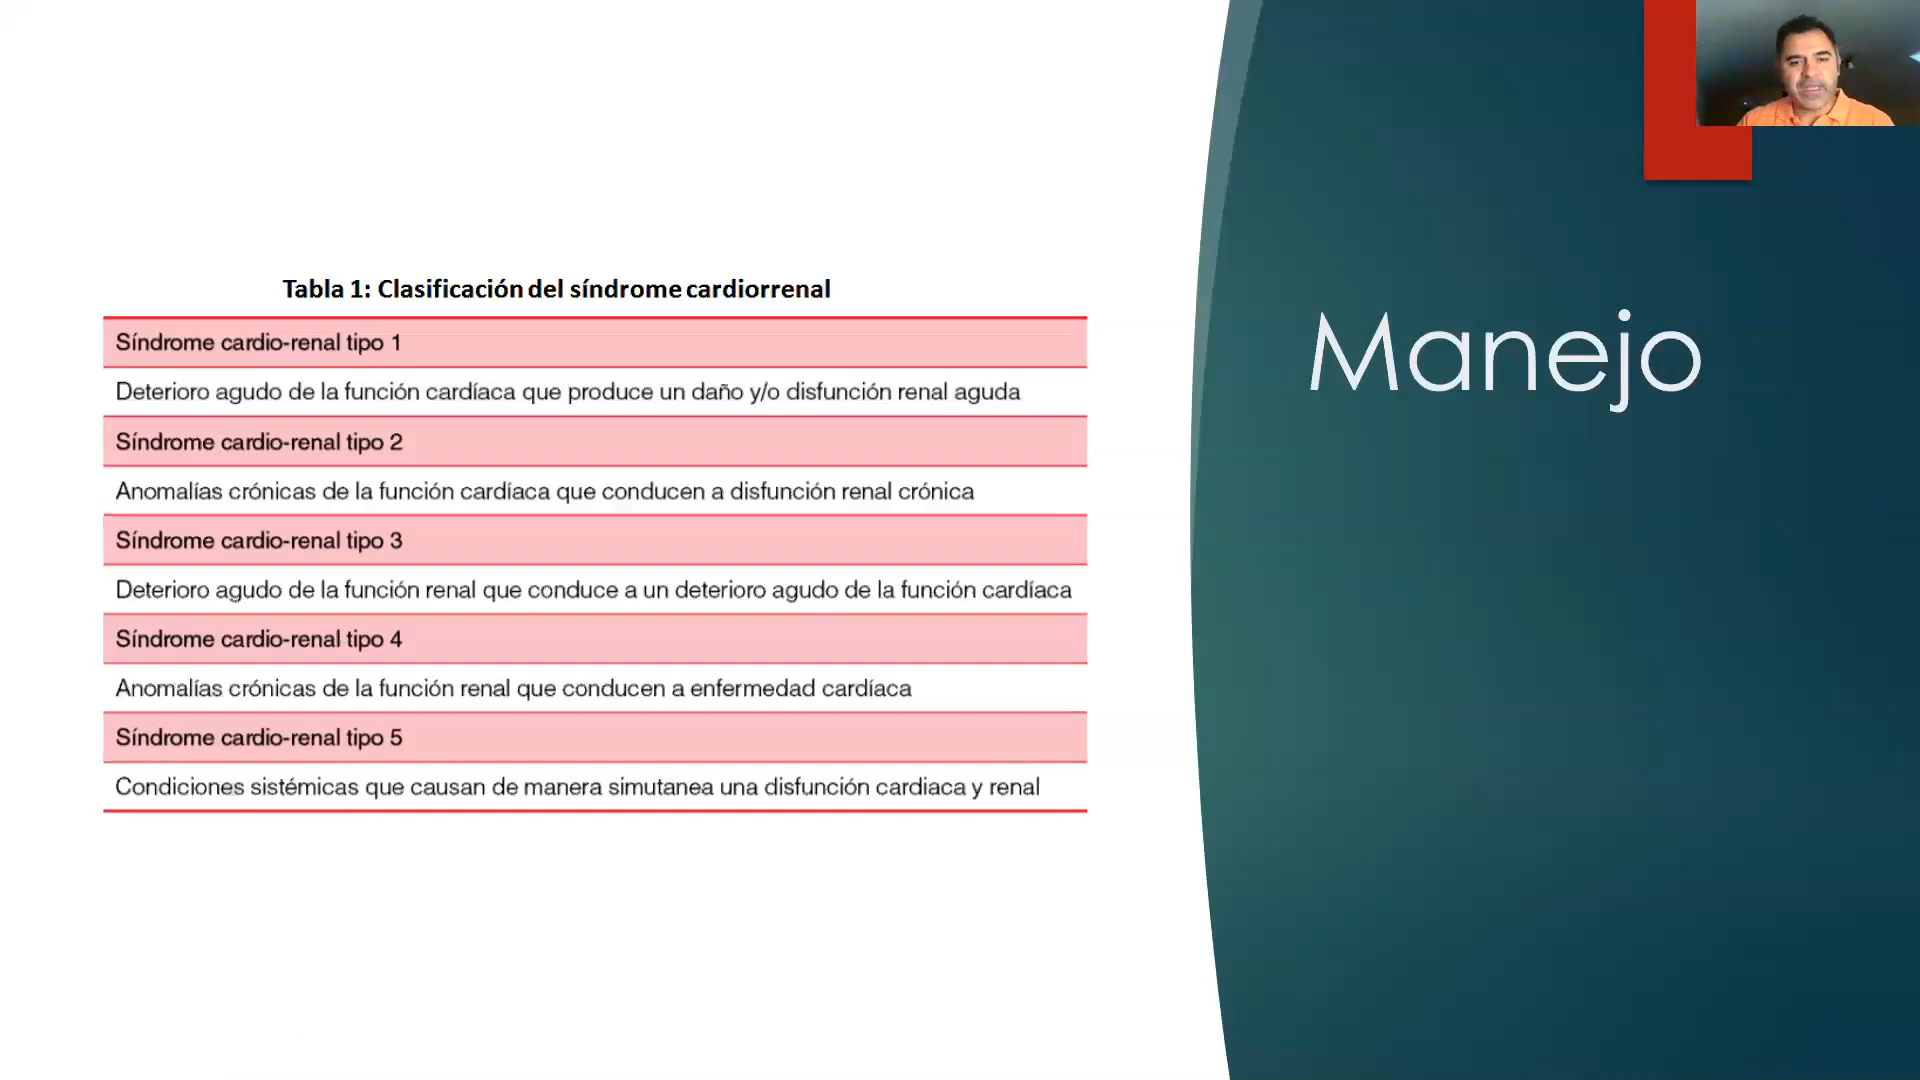 Tabla 1: Clasificación del síndrome cardiorrenal
Síndrome cardio-renal tipo 1
Deterioro agudo de la función cardíaca que produce un daño y/o disfunción renal aguda
Síndrome cardio-renal tipo 2
Anomalías crónicas de la función cardíaca que conducen a disfunción renal crónica
Síndrome cardio-renal tipo 3
Deterioro agudo de la función renal que conduce a un deterioro agudo de la función cardíaca
Síndrome cardio-renal tipo 4
Anomalías crónicas de la función renal que conducen a enfermedad cardíaca
Síndrome cardio-renal tipo 5
Condiciones sistémicas que causan de manera simutanea una disfunción cardiaca y renal
Manejo